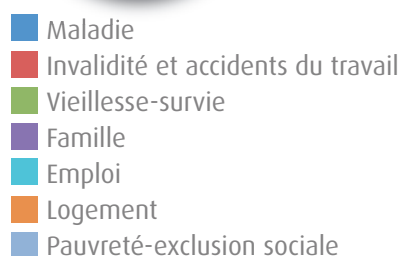 Maladie
Invalidité et accidents du travail
Vieillesse-survie
Famille
Emploi
Logement
Pauvreté-exclusion sociale